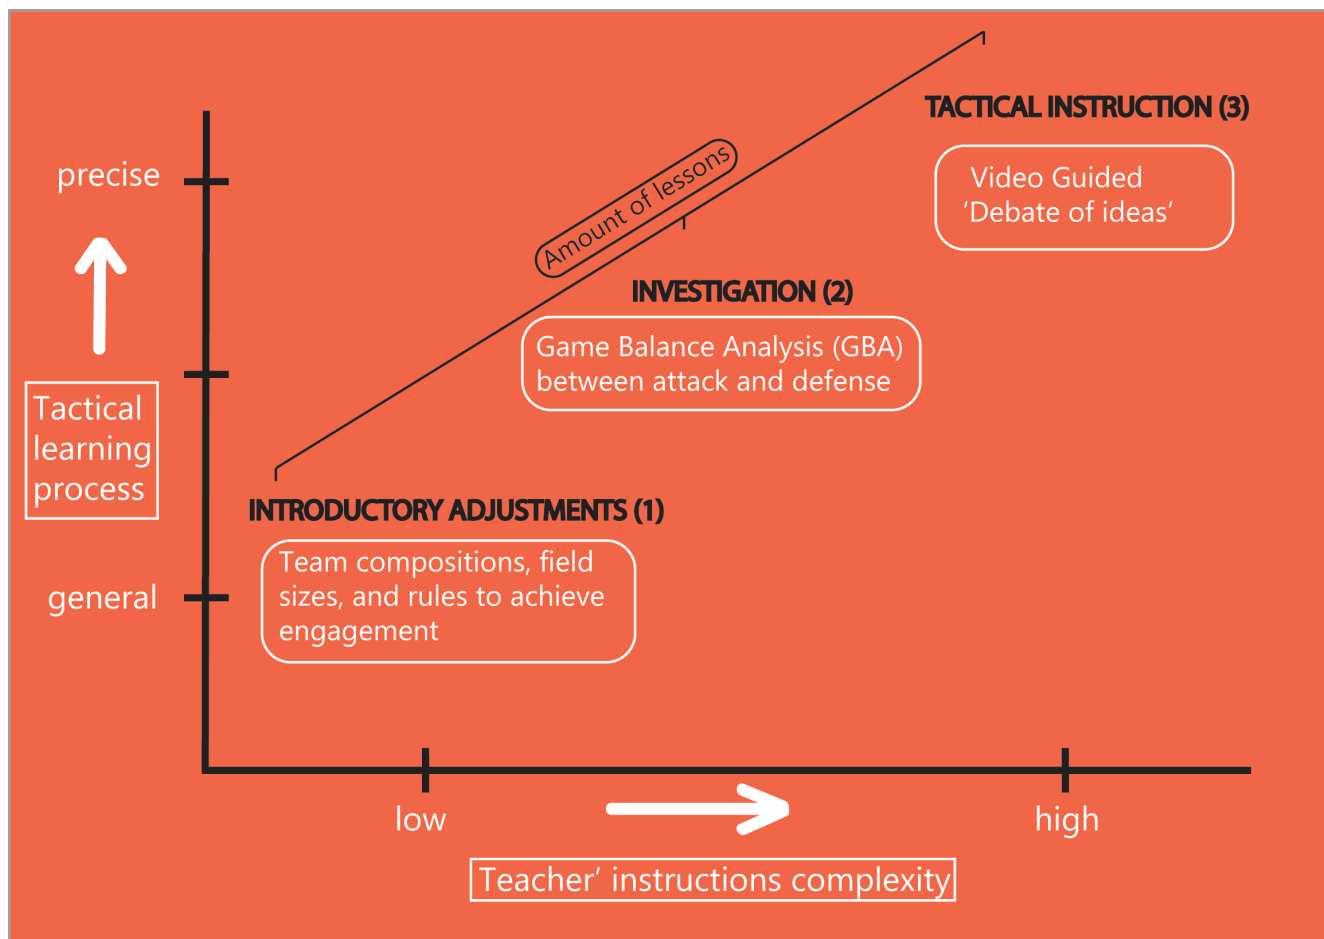 TACTICAL INSTRUCTION (3)
Video Guided
‘Debate of ideas’
precise
Amount of lessons
INVESTIGATION (2)
Game Balance Analysis (GBA)
between attack and defense
Tactical
learning
process
INTRODUCTORY ADJUSTMENTS (1)
Team compositions, field
sizes, and rules to achieve
engagement
general
low
high
Teacher’ instructions complexity